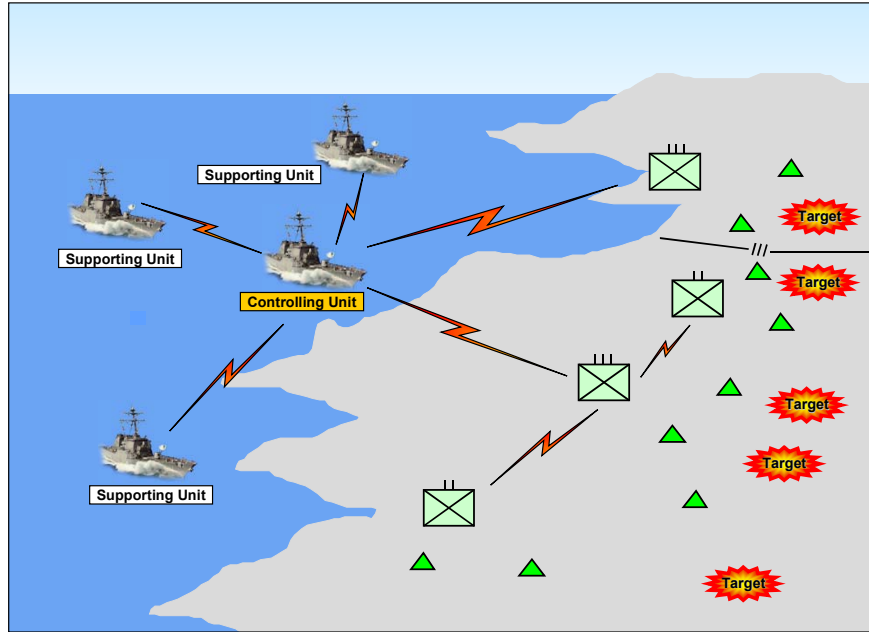 Supporting Unit
Target
Supporting Unit
Target
Controlling Unit
Target
Target
Supporting Unit
Target